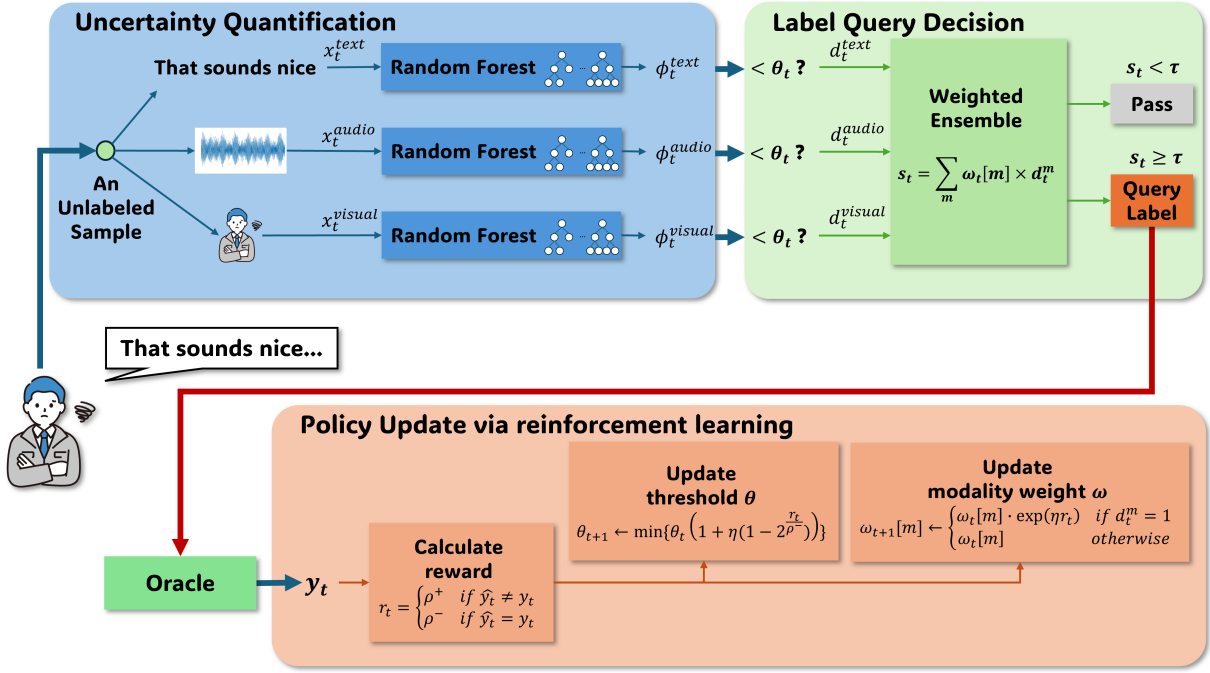 Uncertainty Quantification
That sounds nice
x_t^{text}
Random Forest
...
ϕ_t^{text}
x_t^{audio}
Random Forest
...
ϕ_t^{audio}
An
Unlabeled
Sample
x_t^{visual}
Random Forest
...
ϕ_t^{visual}
Label Query Decision
< θ_t ?
d_t^{text}
< θ_t ?
d_t^{audio}
< θ_t ?
d_t^{visual}
Weighted
Ensemble
s_t = ∑_m ω_t[m] × d_t^m
s_t < τ
Pass
s_t ≥ τ
Query
Label
That sounds nice...
Policy Update via reinforcement learning
Oracle
y_t
Calculate
reward
r_t = { ρ^+ if ŷ_t ≠ y_t
ρ^- if ŷ_t = y_t
Update
threshold θ
θ_{t+1} ← min{θ_t (1 + η(1 − 2^{\frac{r_t}{ρ^-}}))}
Update
modality weight ω
ω_{t+1}[m] ← { ω_t[m] · exp(ηr_t) if d_t^m = 1
ω_t[m] otherwise